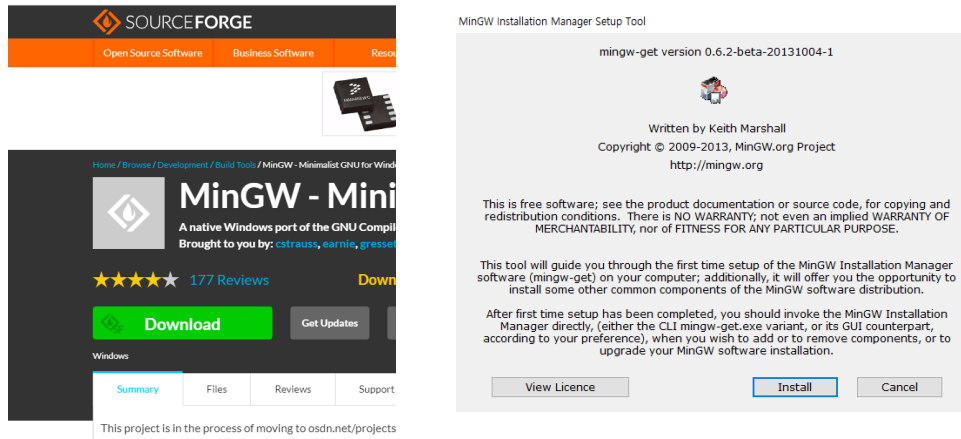 SOURCEFORGE
Open Source Software Business Software Resou
Home / Browse / Development / Build Tools / MinGW - Minimalist GNU for Windo
MinGW - Mini
A native Windows port of the GNU Compil
Brought to you by: cstrauss, earnie, gresset
177 Reviews Down
Download Get Updates
Windows
Summary Files Reviews Support
This project is in the process of moving to osdn.net/projects
MinGW Installation Manager Setup Tool
mingw-get version 0.6.2-beta-20131004-1
Written by Keith Marshall
Copyright © 2009-2013, MinGW.org Project
http://mingw.org
This is free software; see the product documentation or source code, for copying and
redistribution conditions. There is NO WARRANTY; not even an implied WARRANTY OF
MERCHANTABILITY, nor of FITNESS FOR ANY PARTICULAR PURPOSE.
This tool will guide you through the first time setup of the MinGW Installation Manager
software (mingw-get) on your computer; additionally, it will offer you the opportunity to
install some other common components of the MinGW software distribution.
After first time setup has been completed, you should invoke the MinGW Installation
Manager directly, (either the CLI mingw-get.exe variant, or its GUI counterpart,
according to your preference), when you wish to add or to remove components, or to
upgrade your MinGW software installation.
View Licence Install Cancel